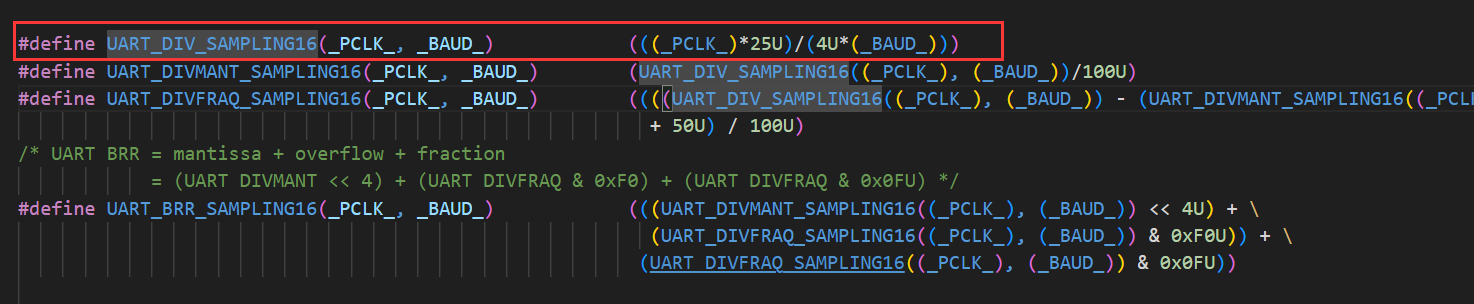 #define UART_DIV_SAMPLING16(_PCLK_, _BAUD_) (((_PCLK_)*25U)/(4U*(_BAUD_)))
#define UART_DIVMANT_SAMPLING16(_PCLK_, _BAUD_) (UART_DIV_SAMPLING16((_PCLK_), (_BAUD_))/100U)
#define UART_DIVFRAQ_SAMPLING16(_PCLK_, _BAUD_) ((((UART_DIV_SAMPLING16((_PCLK_), (_BAUD_)) - (UART_DIVMANT_SAMPLING16((_PCL
+ 50U) / 100U)
/* UART BRR = mantissa + overflow + fraction
= (UART DIVMANT << 4) + (UART DIVFRAQ & 0xF0) + (UART DIVFRAQ & 0x0FU) */
#define UART_BRR_SAMPLING16(_PCLK_, _BAUD_) (((UART_DIVMANT_SAMPLING16((_PCLK_), (_BAUD_)) << 4U) + \
(UART_DIVFRAQ_SAMPLING16((_PCLK_), (_BAUD_)) & 0xF0U)) + \
(UART_DIVFRAQ_SAMPLING16((_PCLK_), (_BAUD_)) & 0x0FU))